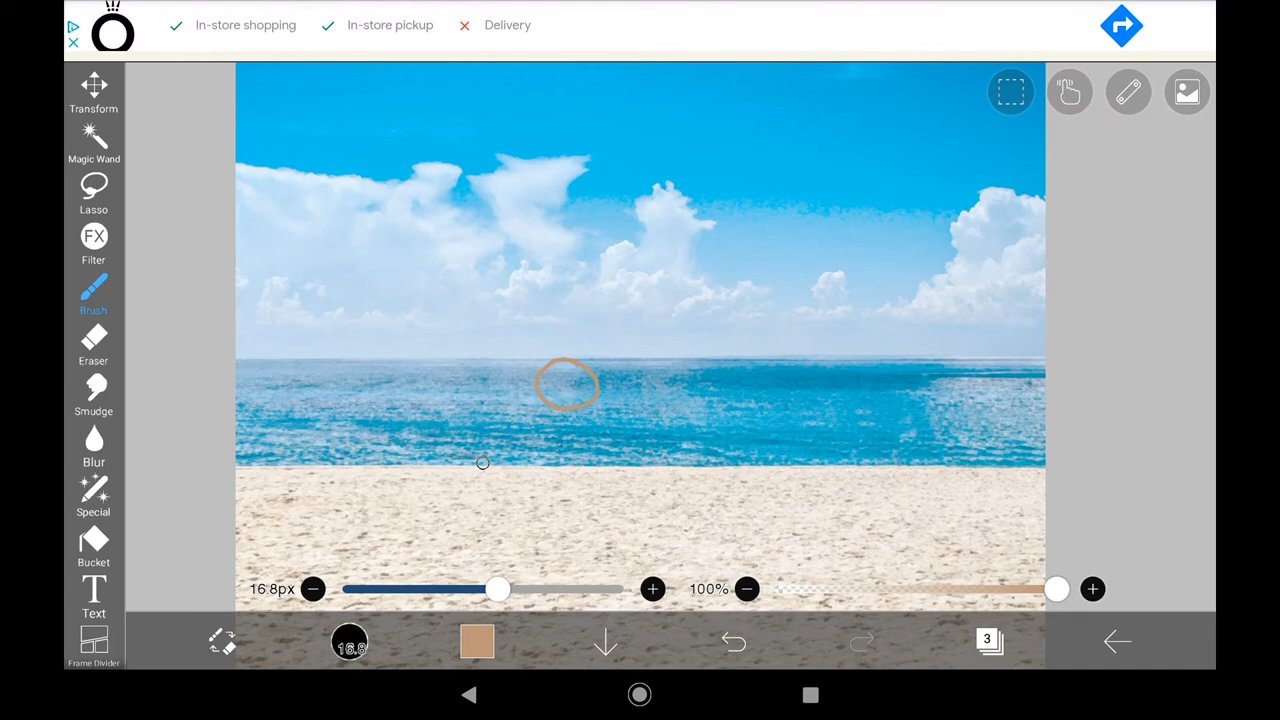 In-store shopping In-store pickup Delivery
Transform
Magic Wand
Lasso
FX
Filter
Brush
Eraser
Smudge
Blur
Special
Bucket
T
Text
Frame Divider
16.8px 100%
16.8 3